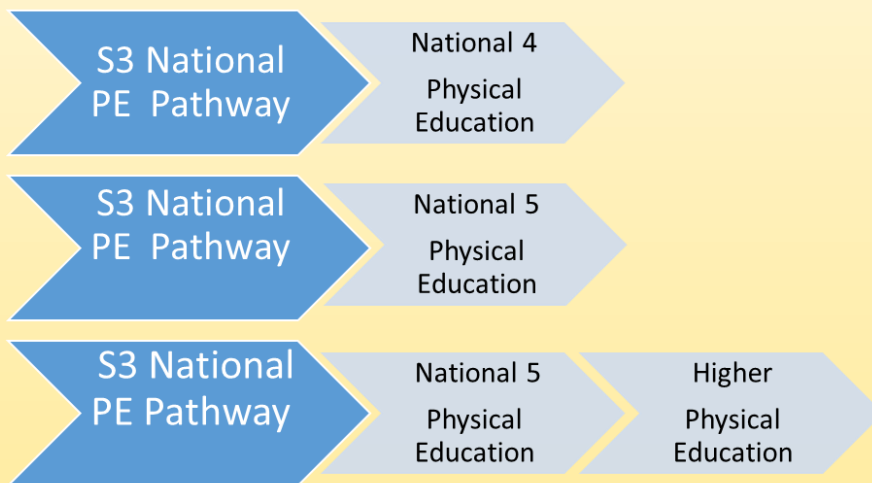 S3 National
PE Pathway
National 4
Physical
Education
S3 National
PE Pathway
National 5
Physical
Education
S3 National
PE Pathway
National 5
Physical
Education
Higher
Physical
Education